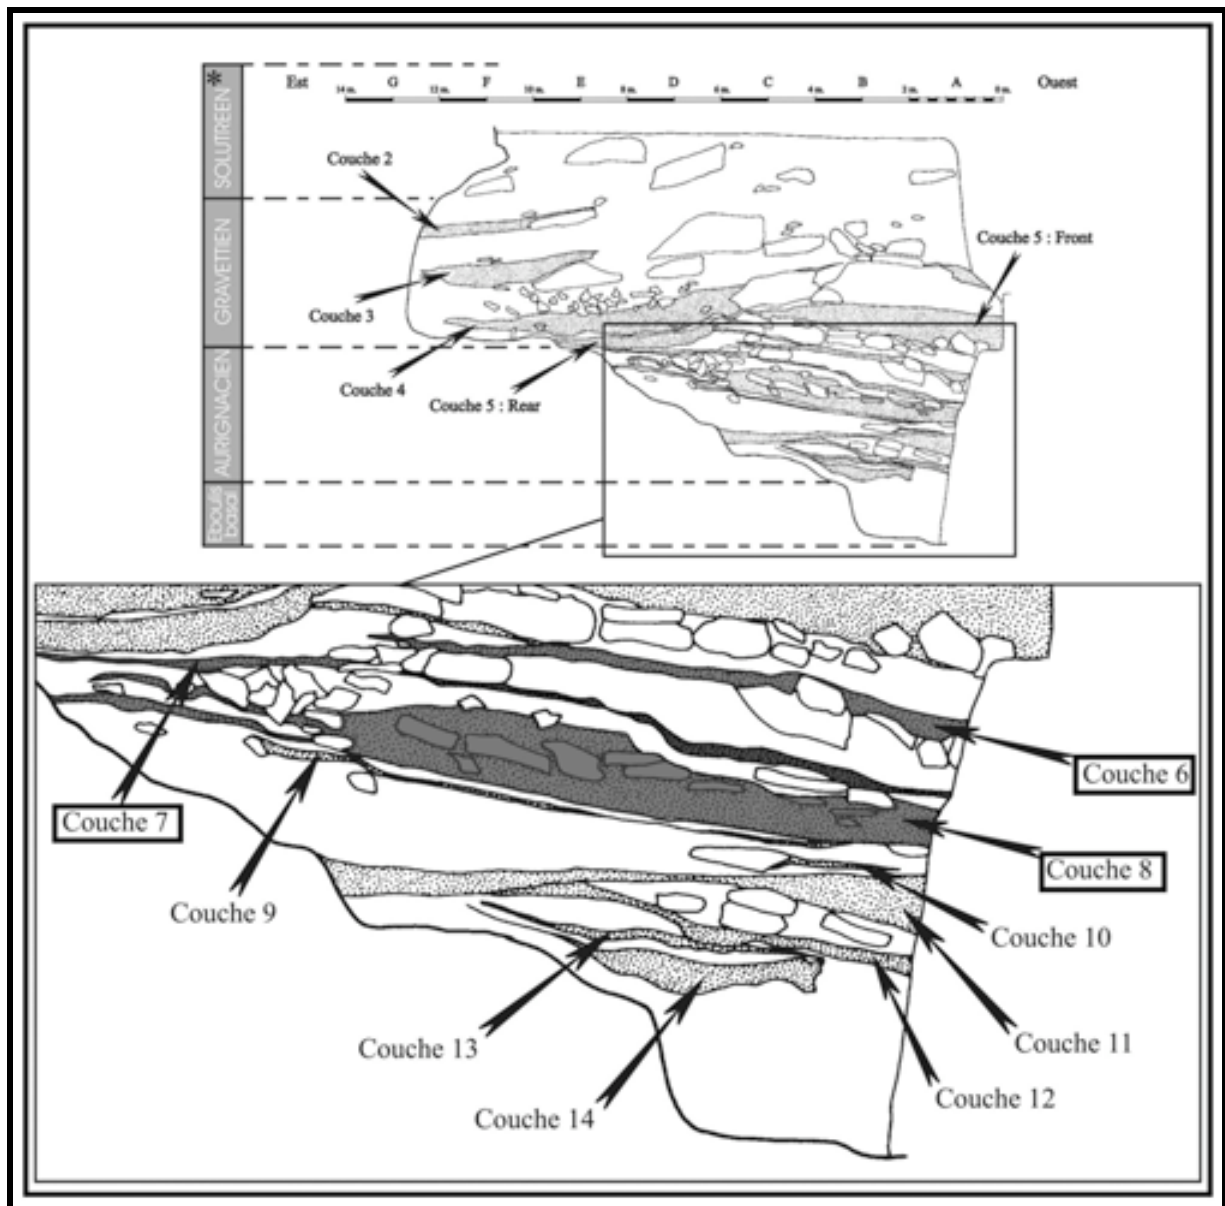 *
SOLUTREEN
GRAVETTIEN
AURIGNACIEN
Eboulis
basal
Est G F E D C B A Ouest
14 m. 12 m. 10 m. 8 m. 6 m. 4 m. 2 m. 0 m.
Couche 2
Couche 5 : Front
Couche 3
Couche 4
Couche 5 : Rear
Couche 6
Couche 7
Couche 8
Couche 9
Couche 10
Couche 11
Couche 13
Couche 12
Couche 14